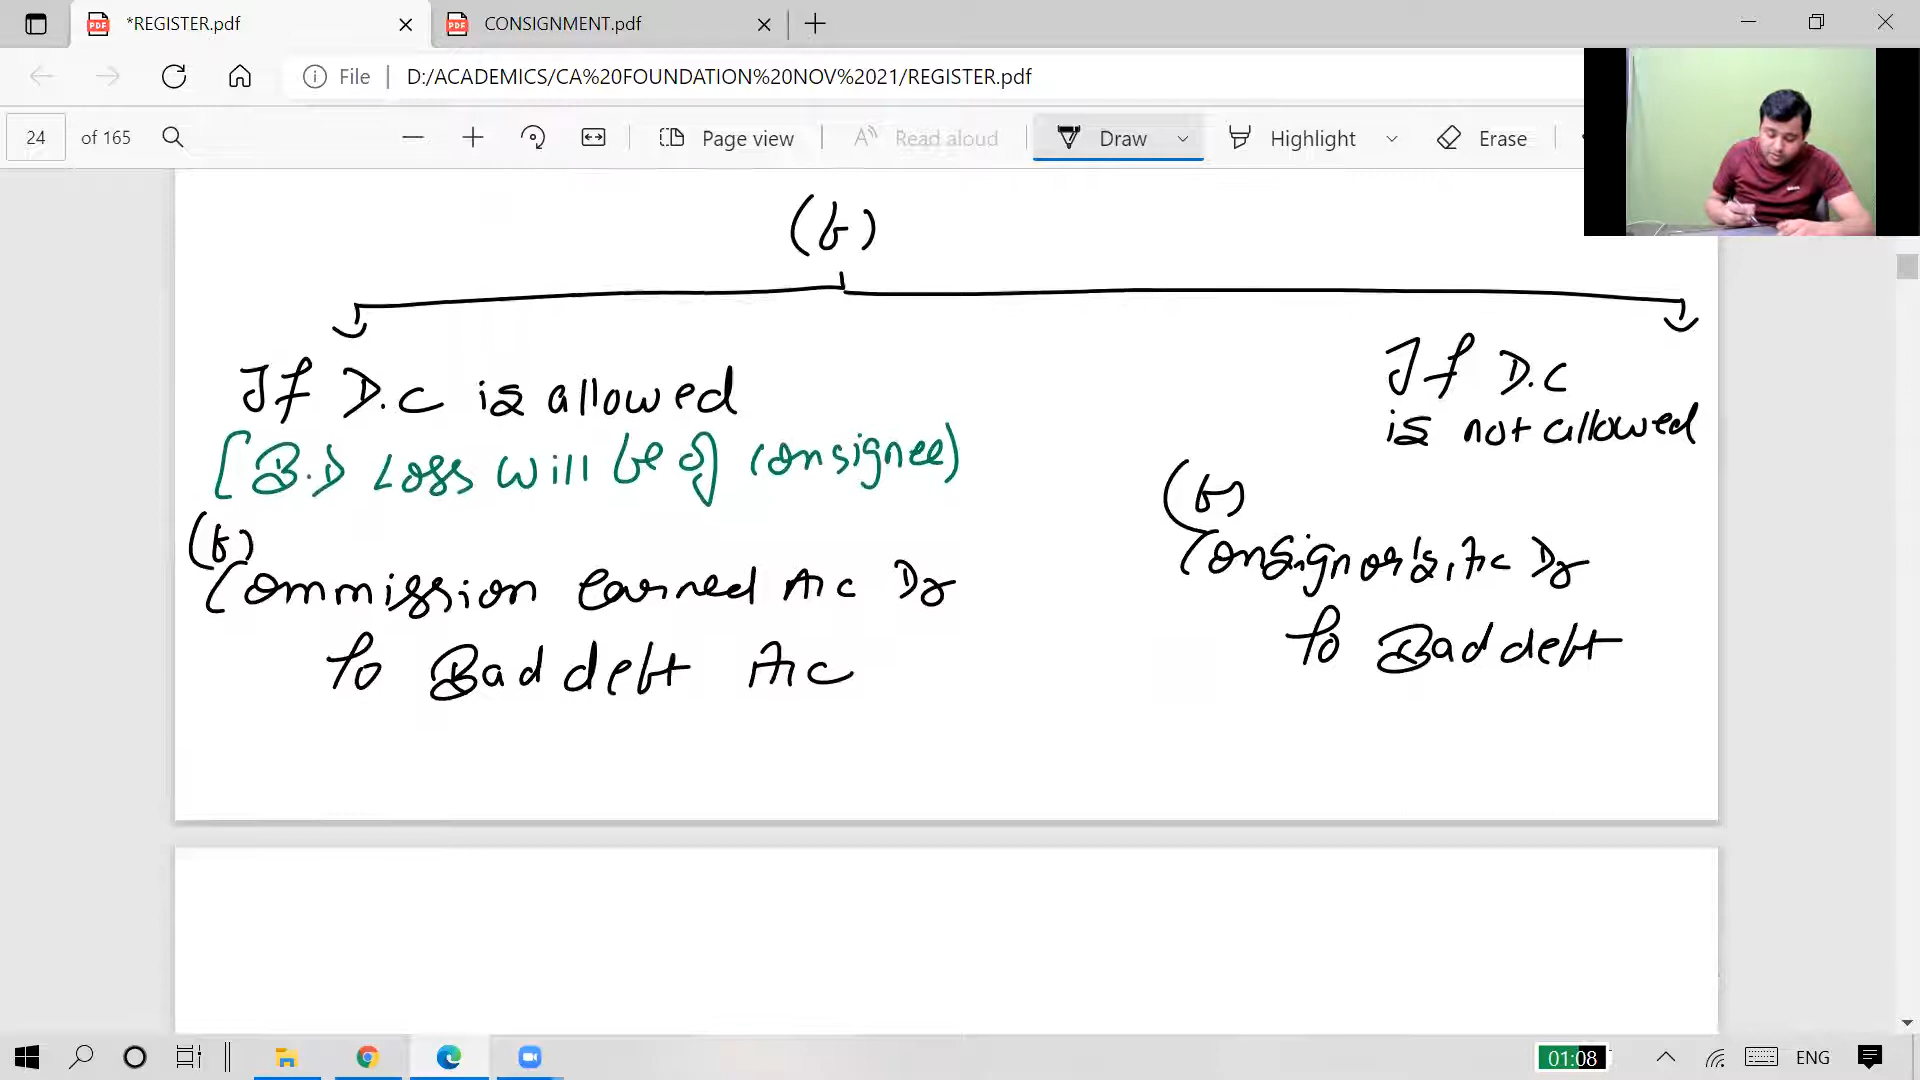 *REGISTER.pdf
CONSIGNMENT.pdf
File
D:/ACADEMICS/CA%20FOUNDATION%20NOV%2021/REGISTER.pdf
24 of 165
Page view
Read aloud
Draw
Highlight
Erase
(b)
If D.C is allowed
[B.D Loss will be of Consignee)
(b)
Commission earned A/c Dr
To Bad debt A/c
If D.C
is not allowed
(b)
Consignor's A/c Dr
To Bad debt
01:08
ENG